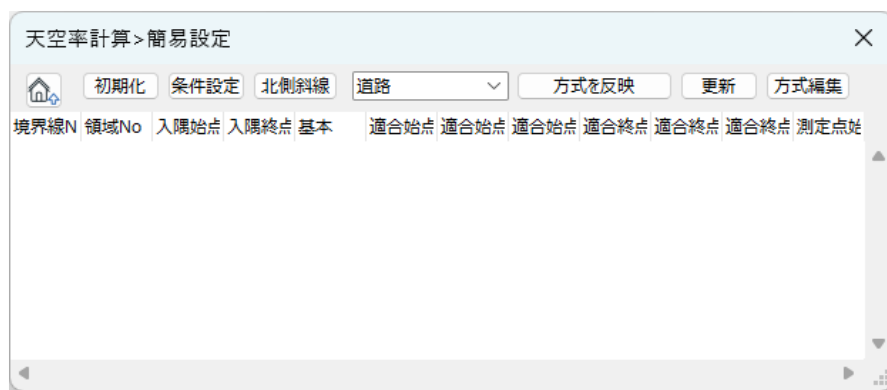 天空率計算>簡易設定
初期化 条件設定 北側斜線 道路 方式を反映 更新 方式編集
境界線N 領域No 入隅始点 入隅終点 基本 適合始点 適合始点 適合始点 適合終点 適合終点 適合終点 測定点始